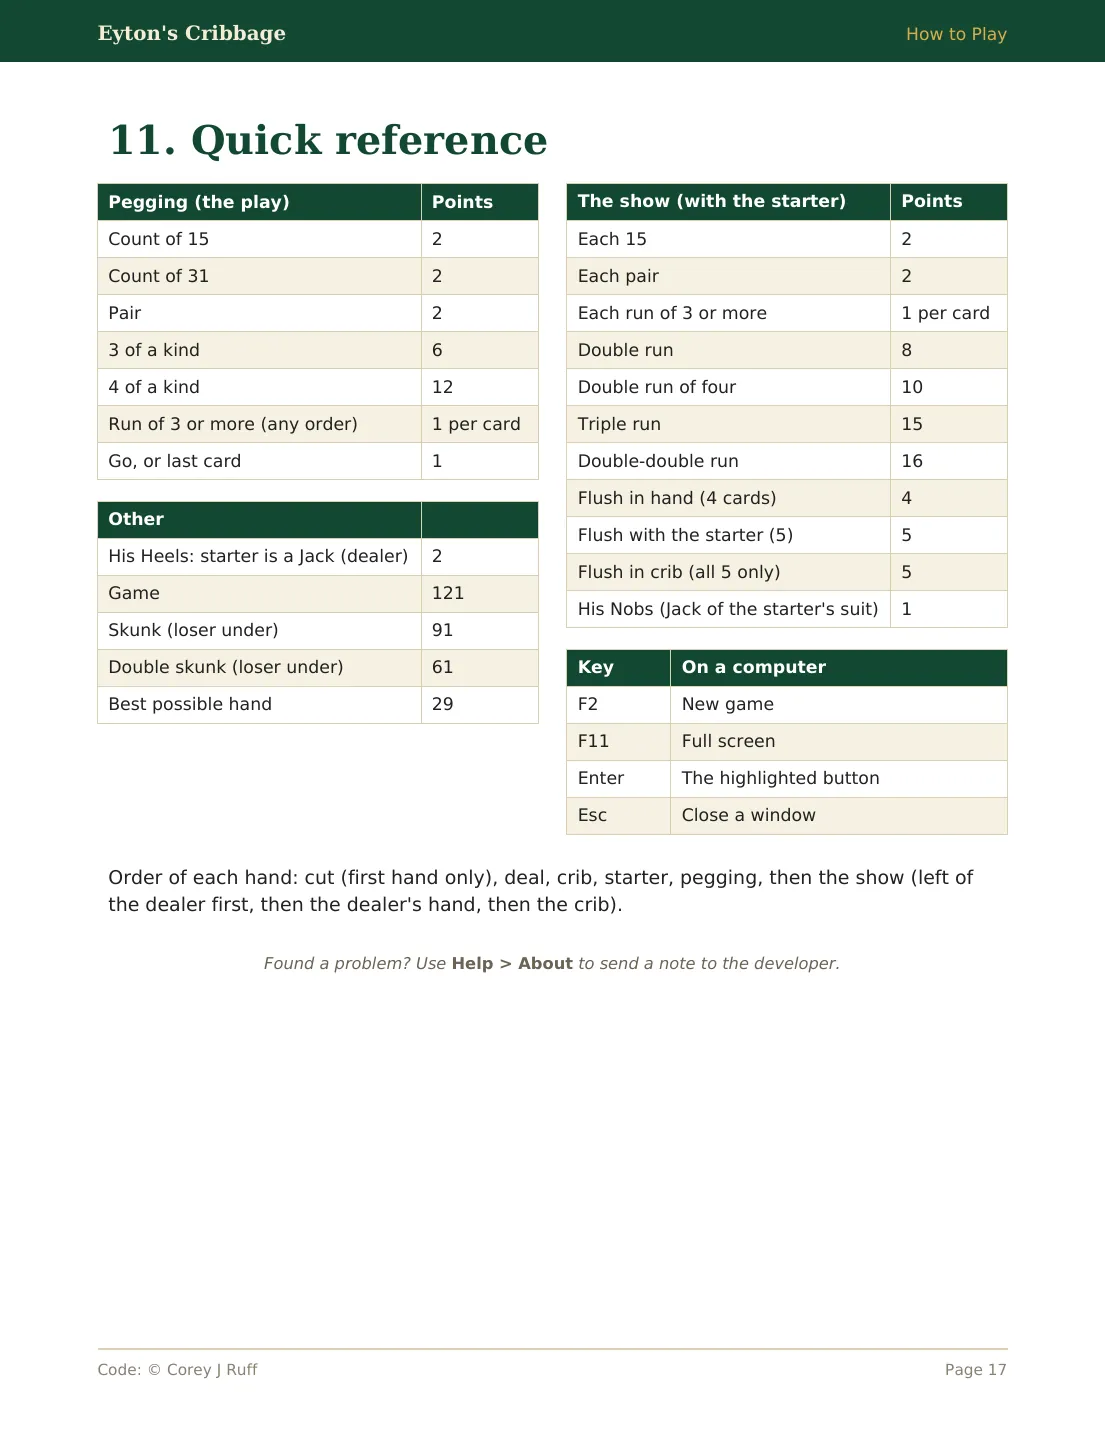 Eyton's Cribbage
How to Play
11. Quick reference
Pegging (the play) Points
Count of 15 2
Count of 31 2
Pair 2
3 of a kind 6
4 of a kind 12
Run of 3 or more (any order) 1 per card
Go, or last card 1
Other
His Heels: starter is a Jack (dealer) 2
Game 121
Skunk (loser under) 91
Double skunk (loser under) 61
Best possible hand 29
The show (with the starter) Points
Each 15 2
Each pair 2
Each run of 3 or more 1 per card
Double run 8
Double run of four 10
Triple run 15
Double-double run 16
Flush in hand (4 cards) 4
Flush with the starter (5) 5
Flush in crib (all 5 only) 5
His Nobs (Jack of the starter's suit) 1
Key On a computer
F2 New game
F11 Full screen
Enter The highlighted button
Esc Close a window
Order of each hand: cut (first hand only), deal, crib, starter, pegging, then the show (left of
the dealer first, then the dealer's hand, then the crib).
Found a problem? Use Help > About to send a note to the developer.
Code: © Corey J Ruff
Page 17